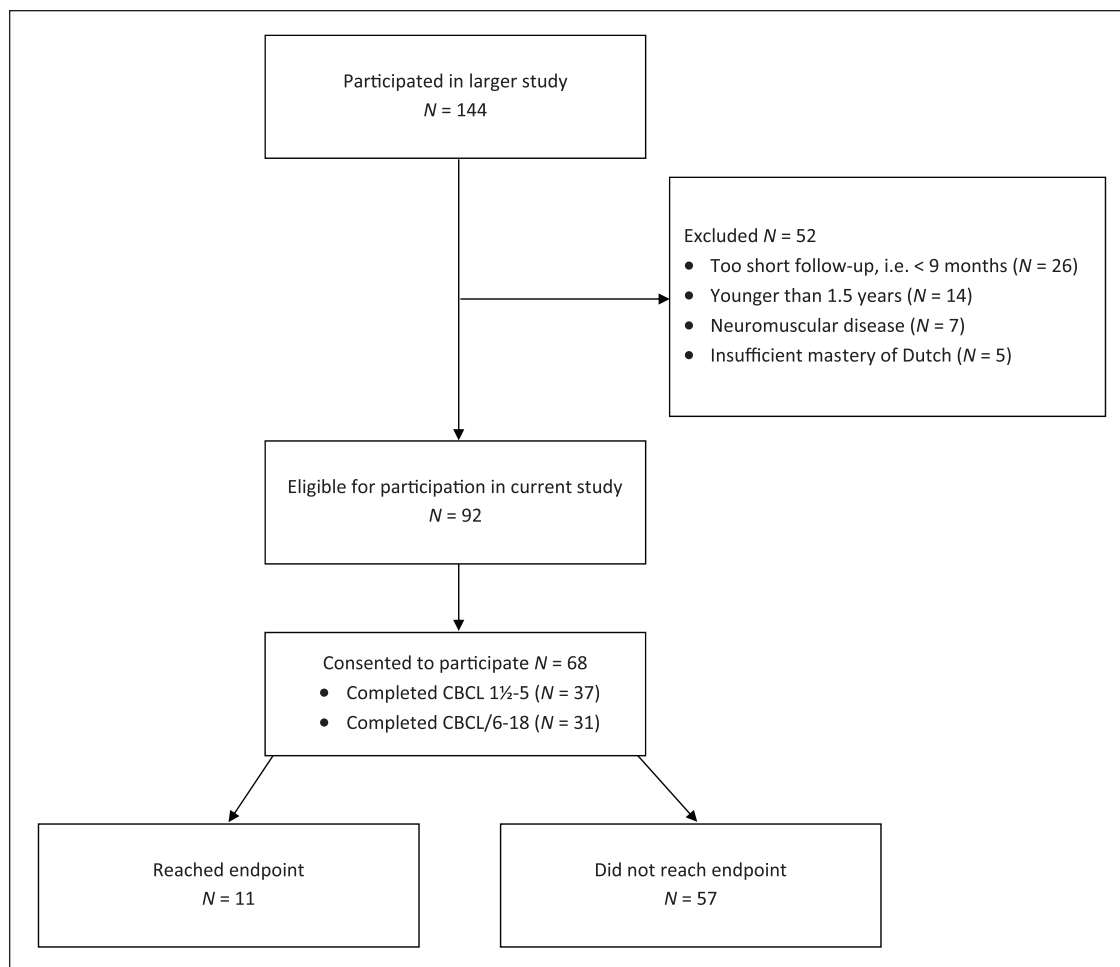 Participated in larger study
N = 144
Excluded N = 52
● Too short follow-up, i.e. < 9 months (N = 26)
● Younger than 1.5 years (N = 14)
● Neuromuscular disease (N = 7)
● Insufficient mastery of Dutch (N = 5)
Eligible for participation in current study
N = 92
Consented to participate N = 68
● Completed CBCL 1½-5 (N = 37)
● Completed CBCL/6-18 (N = 31)
Reached endpoint
N = 11
Did not reach endpoint
N = 57